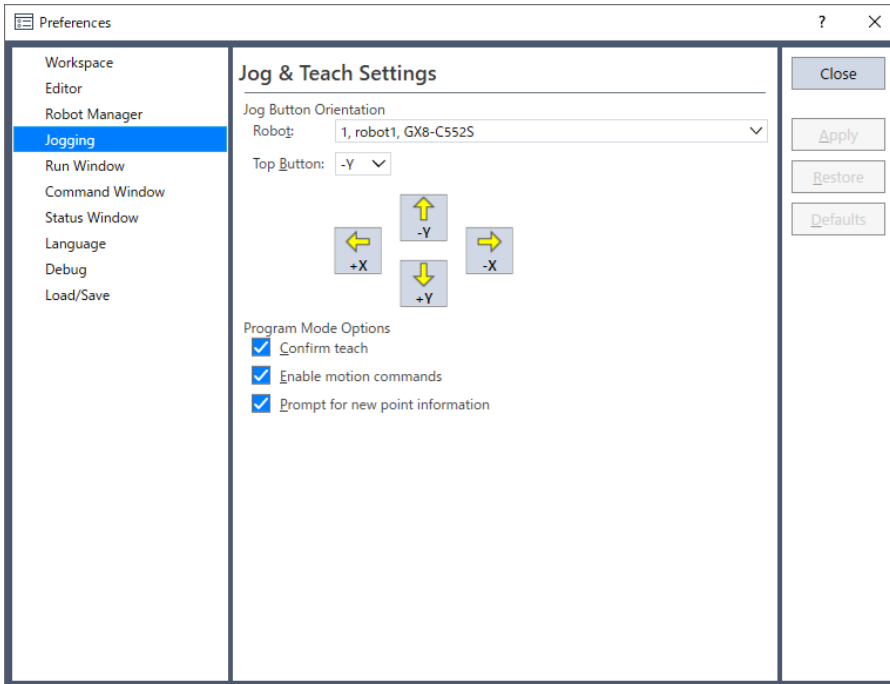 Preferences
?
Workspace
Editor
Robot Manager
Jogging
Run Window
Command Window
Status Window
Language
Debug
Load/Save
Jog & Teach Settings
Jog Button Orientation
Robot: 1, robot1, GX8-C552S
Top Button: -Y
-Y
+X -X
+Y
Program Mode Options
Confirm teach
Enable motion commands
Prompt for new point information
Close
Apply
Restore
Defaults